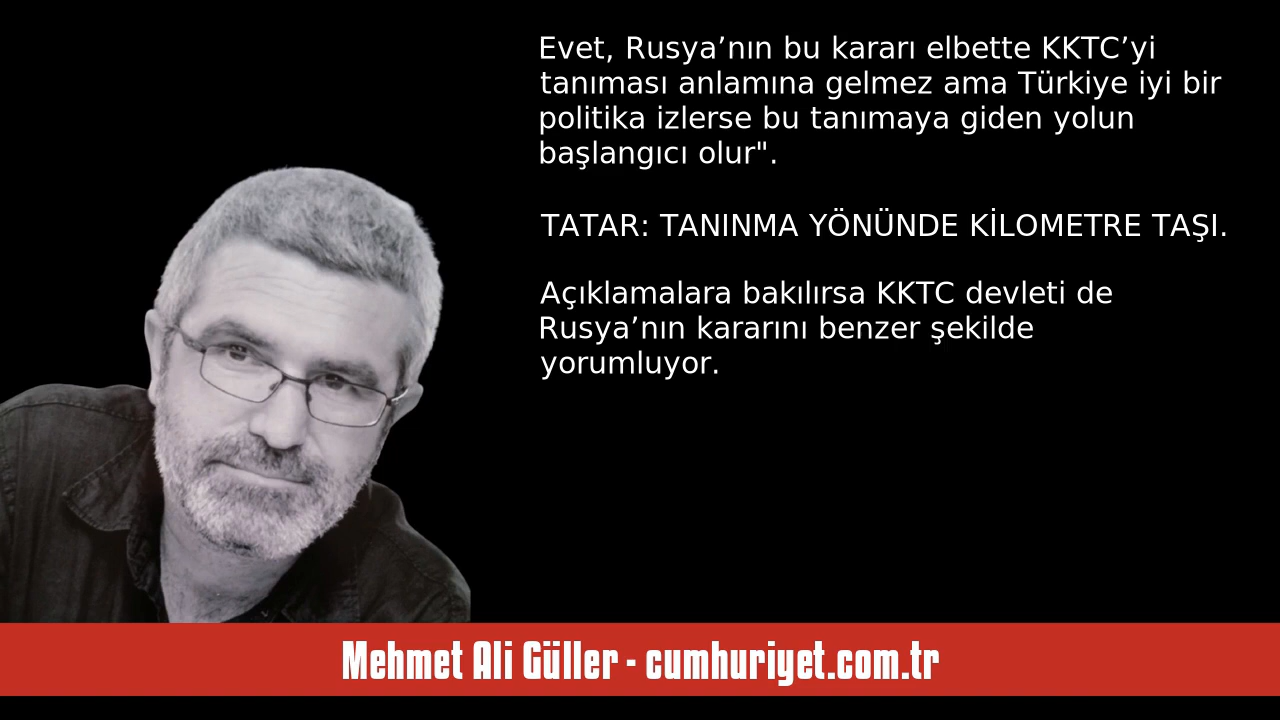 Evet, Rusya’nın bu kararı elbette KKTC’yi
tanıması anlamına gelmez ama Türkiye iyi bir
politika izlerse bu tanımaya giden yolun
başlangıcı olur".
TATAR: TANINMA YÖNÜNDE KİLOMETRE TAŞI.
Açıklamalara bakılırsa KKTC devleti de
Rusya’nın kararını benzer şekilde
yorumluyor.
Mehmet Ali Güller - cumhuriyet.com.tr